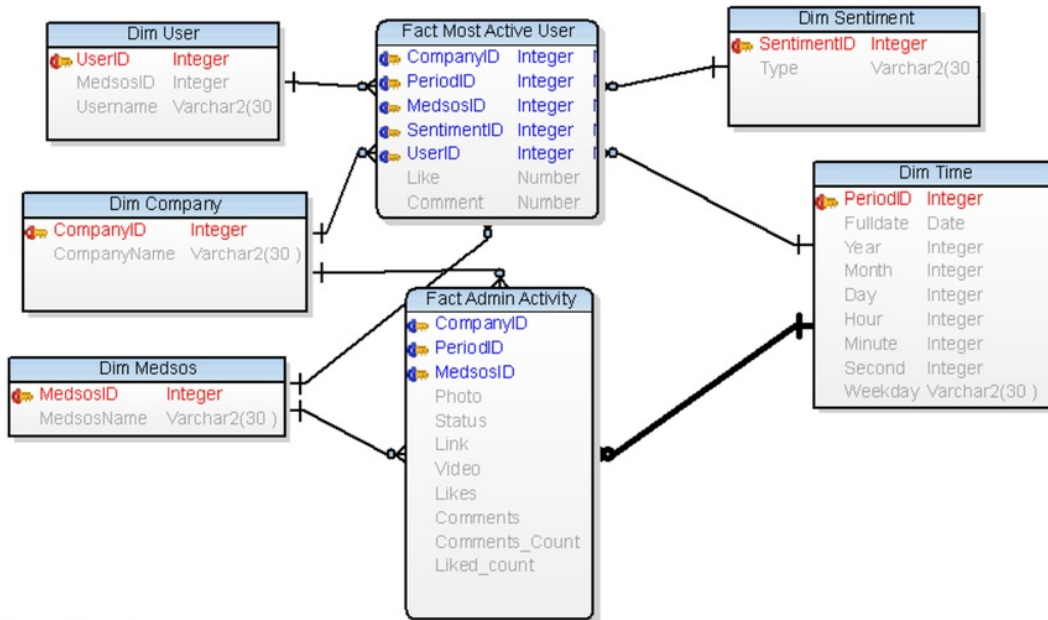 Dim User
UserID Integer
MedsosID Integer
Username Varchar2(30
Fact Most Active User
CompanyID Integer
PeriodID Integer
MedsosID Integer
SentimentID Integer
UserID Integer
Like Number
Comment Number
Dim Sentiment
SentimentID Integer
Type Varchar2(30
Dim Company
CompanyID Integer
CompanyName Varchar2(30 )
Dim Time
PeriodID Integer
Fulldate Date
Year Integer
Month Integer
Day Integer
Hour Integer
Minute Integer
Second Integer
Weekday Varchar2(30 )
Dim Medsos
MedsosID Integer
MedsosName Varchar2(30 )
Fact Admin Activity
CompanyID
PeriodID
MedsosID
Photo
Status
Link
Video
Likes
Comments
Comments_Count
Liked_count